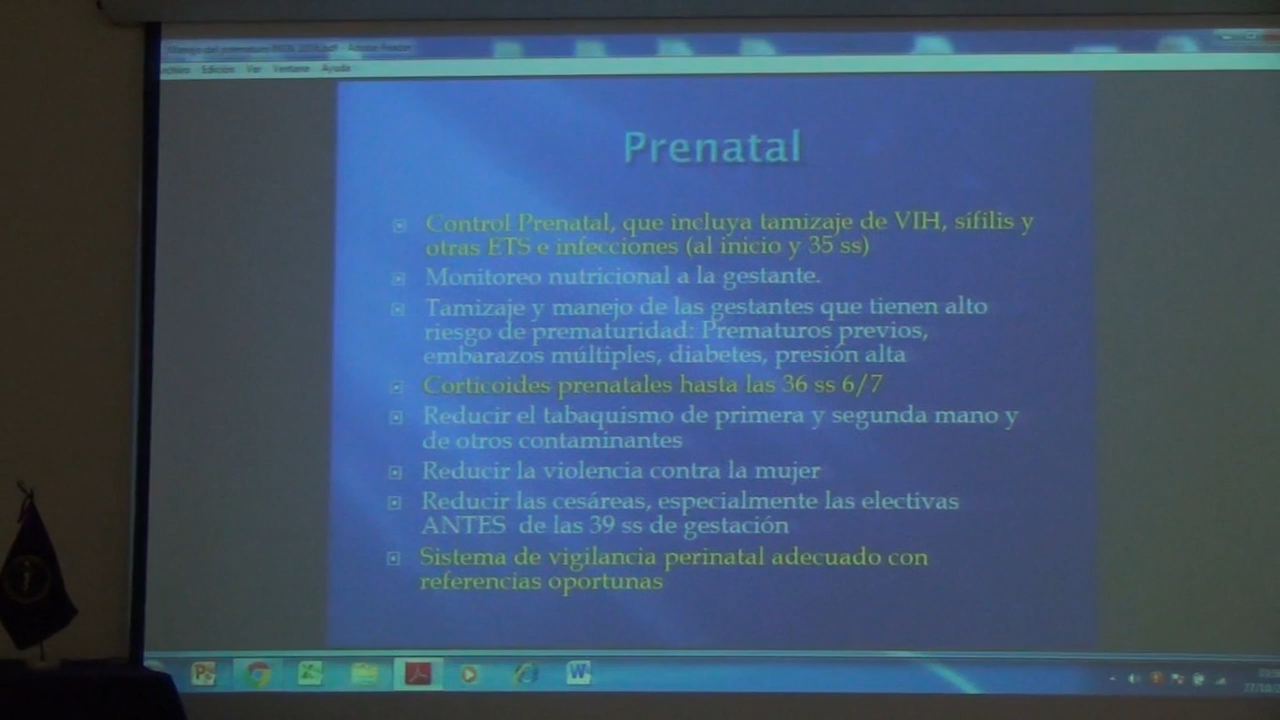 Archivo Edición Ver Ventana Ayuda
Prenatal
Control Prenatal, que incluya tamizaje de VIH, sífilis y
otras ETS e infecciones (al inicio y 35 ss)
Monitoreo nutricional a la gestante.
Tamizaje y manejo de las gestantes que tienen alto
riesgo de prematuridad: Prematuros previos,
embarazos múltiples, diabetes, presión alta
Corticoides prenatales hasta las 36 ss 6/7
Reducir el tabaquismo de primera y segunda mano y
de otros contaminantes
Reducir la violencia contra la mujer
Reducir las cesáreas, especialmente las electivas
ANTES de las 39 ss de gestación
Sistema de vigilancia perinatal adecuado con
referencias oportunas